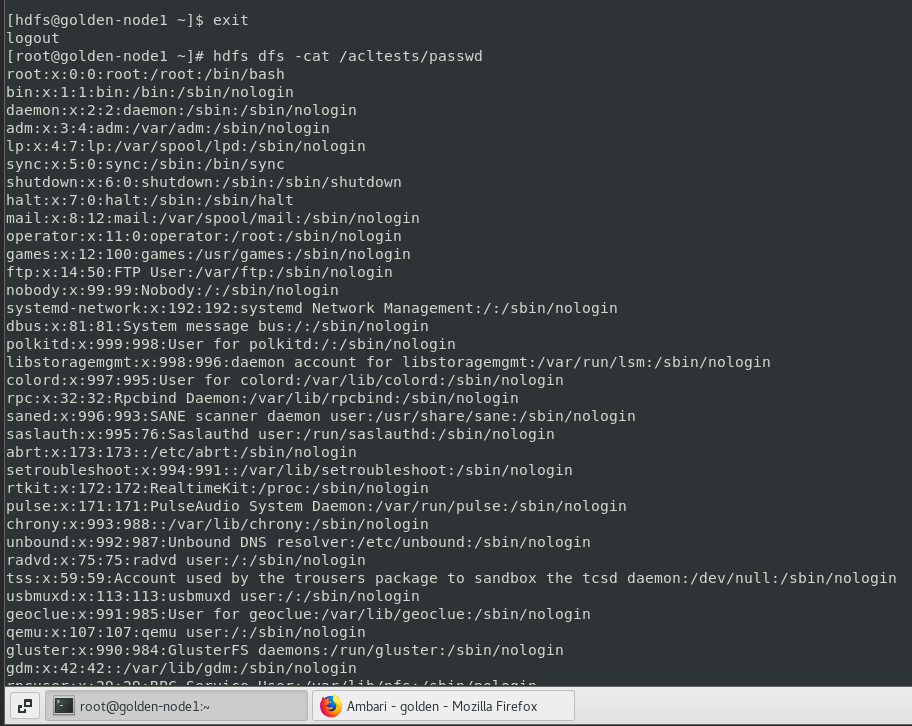 [hdfs@golden-node1 ~]$ exit
logout
[root@golden-node1 ~]# hdfs dfs -cat /acltests/passwd
root:x:0:0:root:/root:/bin/bash
bin:x:1:1:bin:/bin:/sbin/nologin
daemon:x:2:2:daemon:/sbin:/sbin/nologin
adm:x:3:4:adm:/var/adm:/sbin/nologin
lp:x:4:7:lp:/var/spool/lpd:/sbin/nologin
sync:x:5:0:sync:/sbin:/bin/sync
shutdown:x:6:0:shutdown:/sbin:/sbin/shutdown
halt:x:7:0:halt:/sbin:/sbin/halt
mail:x:8:12:mail:/var/spool/mail:/sbin/nologin
operator:x:11:0:operator:/root:/sbin/nologin
games:x:12:100:games:/usr/games:/sbin/nologin
ftp:x:14:50:FTP User:/var/ftp:/sbin/nologin
nobody:x:99:99:Nobody:/:/sbin/nologin
systemd-network:x:192:192:systemd Network Management:/:/sbin/nologin
dbus:x:81:81:System message bus:/:/sbin/nologin
polkitd:x:999:998:User for polkitd:/:/sbin/nologin
libstoragemgmt:x:998:996:daemon account for libstoragemgmt:/var/run/lsm:/sbin/nologin
colord:x:997:995:User for colord:/var/lib/colord:/sbin/nologin
rpc:x:32:32:Rpcbind Daemon:/var/lib/rpcbind:/sbin/nologin
saned:x:996:993:SANE scanner daemon user:/usr/share/sane:/sbin/nologin
saslauth:x:995:76:Saslauthd user:/run/saslauthd:/sbin/nologin
abrt:x:173:173::/etc/abrt:/sbin/nologin
setroubleshoot:x:994:991::/var/lib/setroubleshoot:/sbin/nologin
rtkit:x:172:172:RealtimeKit:/proc:/sbin/nologin
pulse:x:171:171:PulseAudio System Daemon:/var/run/pulse:/sbin/nologin
chrony:x:993:988::/var/lib/chrony:/sbin/nologin
unbound:x:992:987:Unbound DNS resolver:/etc/unbound:/sbin/nologin
radvd:x:75:75:radvd user:/:/sbin/nologin
tss:x:59:59:Account used by the trousers package to sandbox the tcsd daemon:/dev/null:/sbin/nologin
usbmuxd:x:113:113:usbmuxd user:/:/sbin/nologin
geoclue:x:991:985:User for geoclue:/var/lib/geoclue:/sbin/nologin
qemu:x:107:107:qemu user:/:/sbin/nologin
gluster:x:990:984:GlusterFS daemons:/run/gluster:/sbin/nologin
gdm:x:42:42::/var/lib/gdm:/sbin/nologin
rpcuser:x:29:29:RPC Service User:/var/lib/nfs:/sbin/nologin
root@golden-node1:~
Ambari - golden - Mozilla Firefox